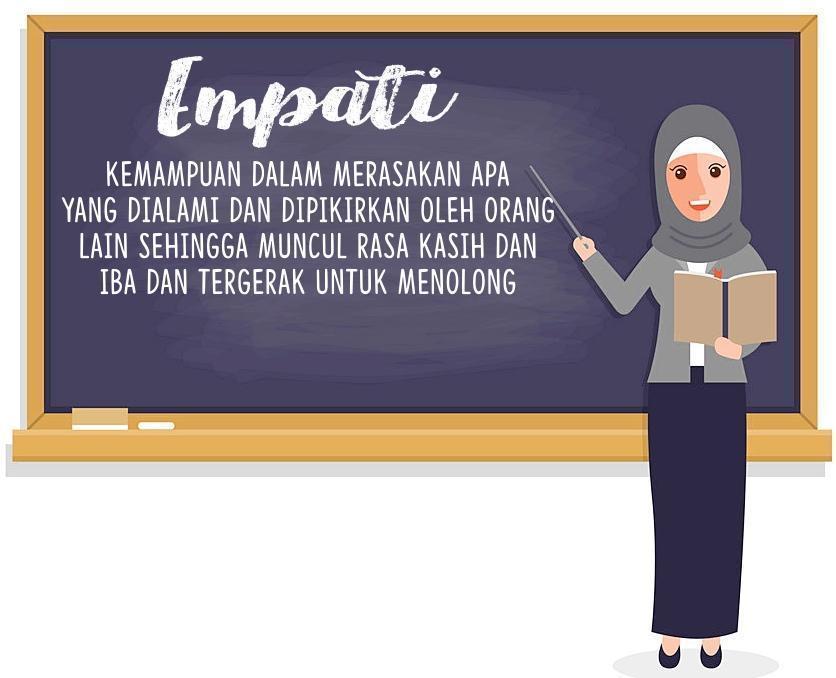 Empati
KEMAMPUAN DALAM MERASAKAN APA
YANG DIALAMI DAN DIPIKIRKAN OLEH ORANG
LAIN SEHINGGA MUNCUL RASA KASIH DAN
IBA DAN TERGERAK UNTUK MENOLONG